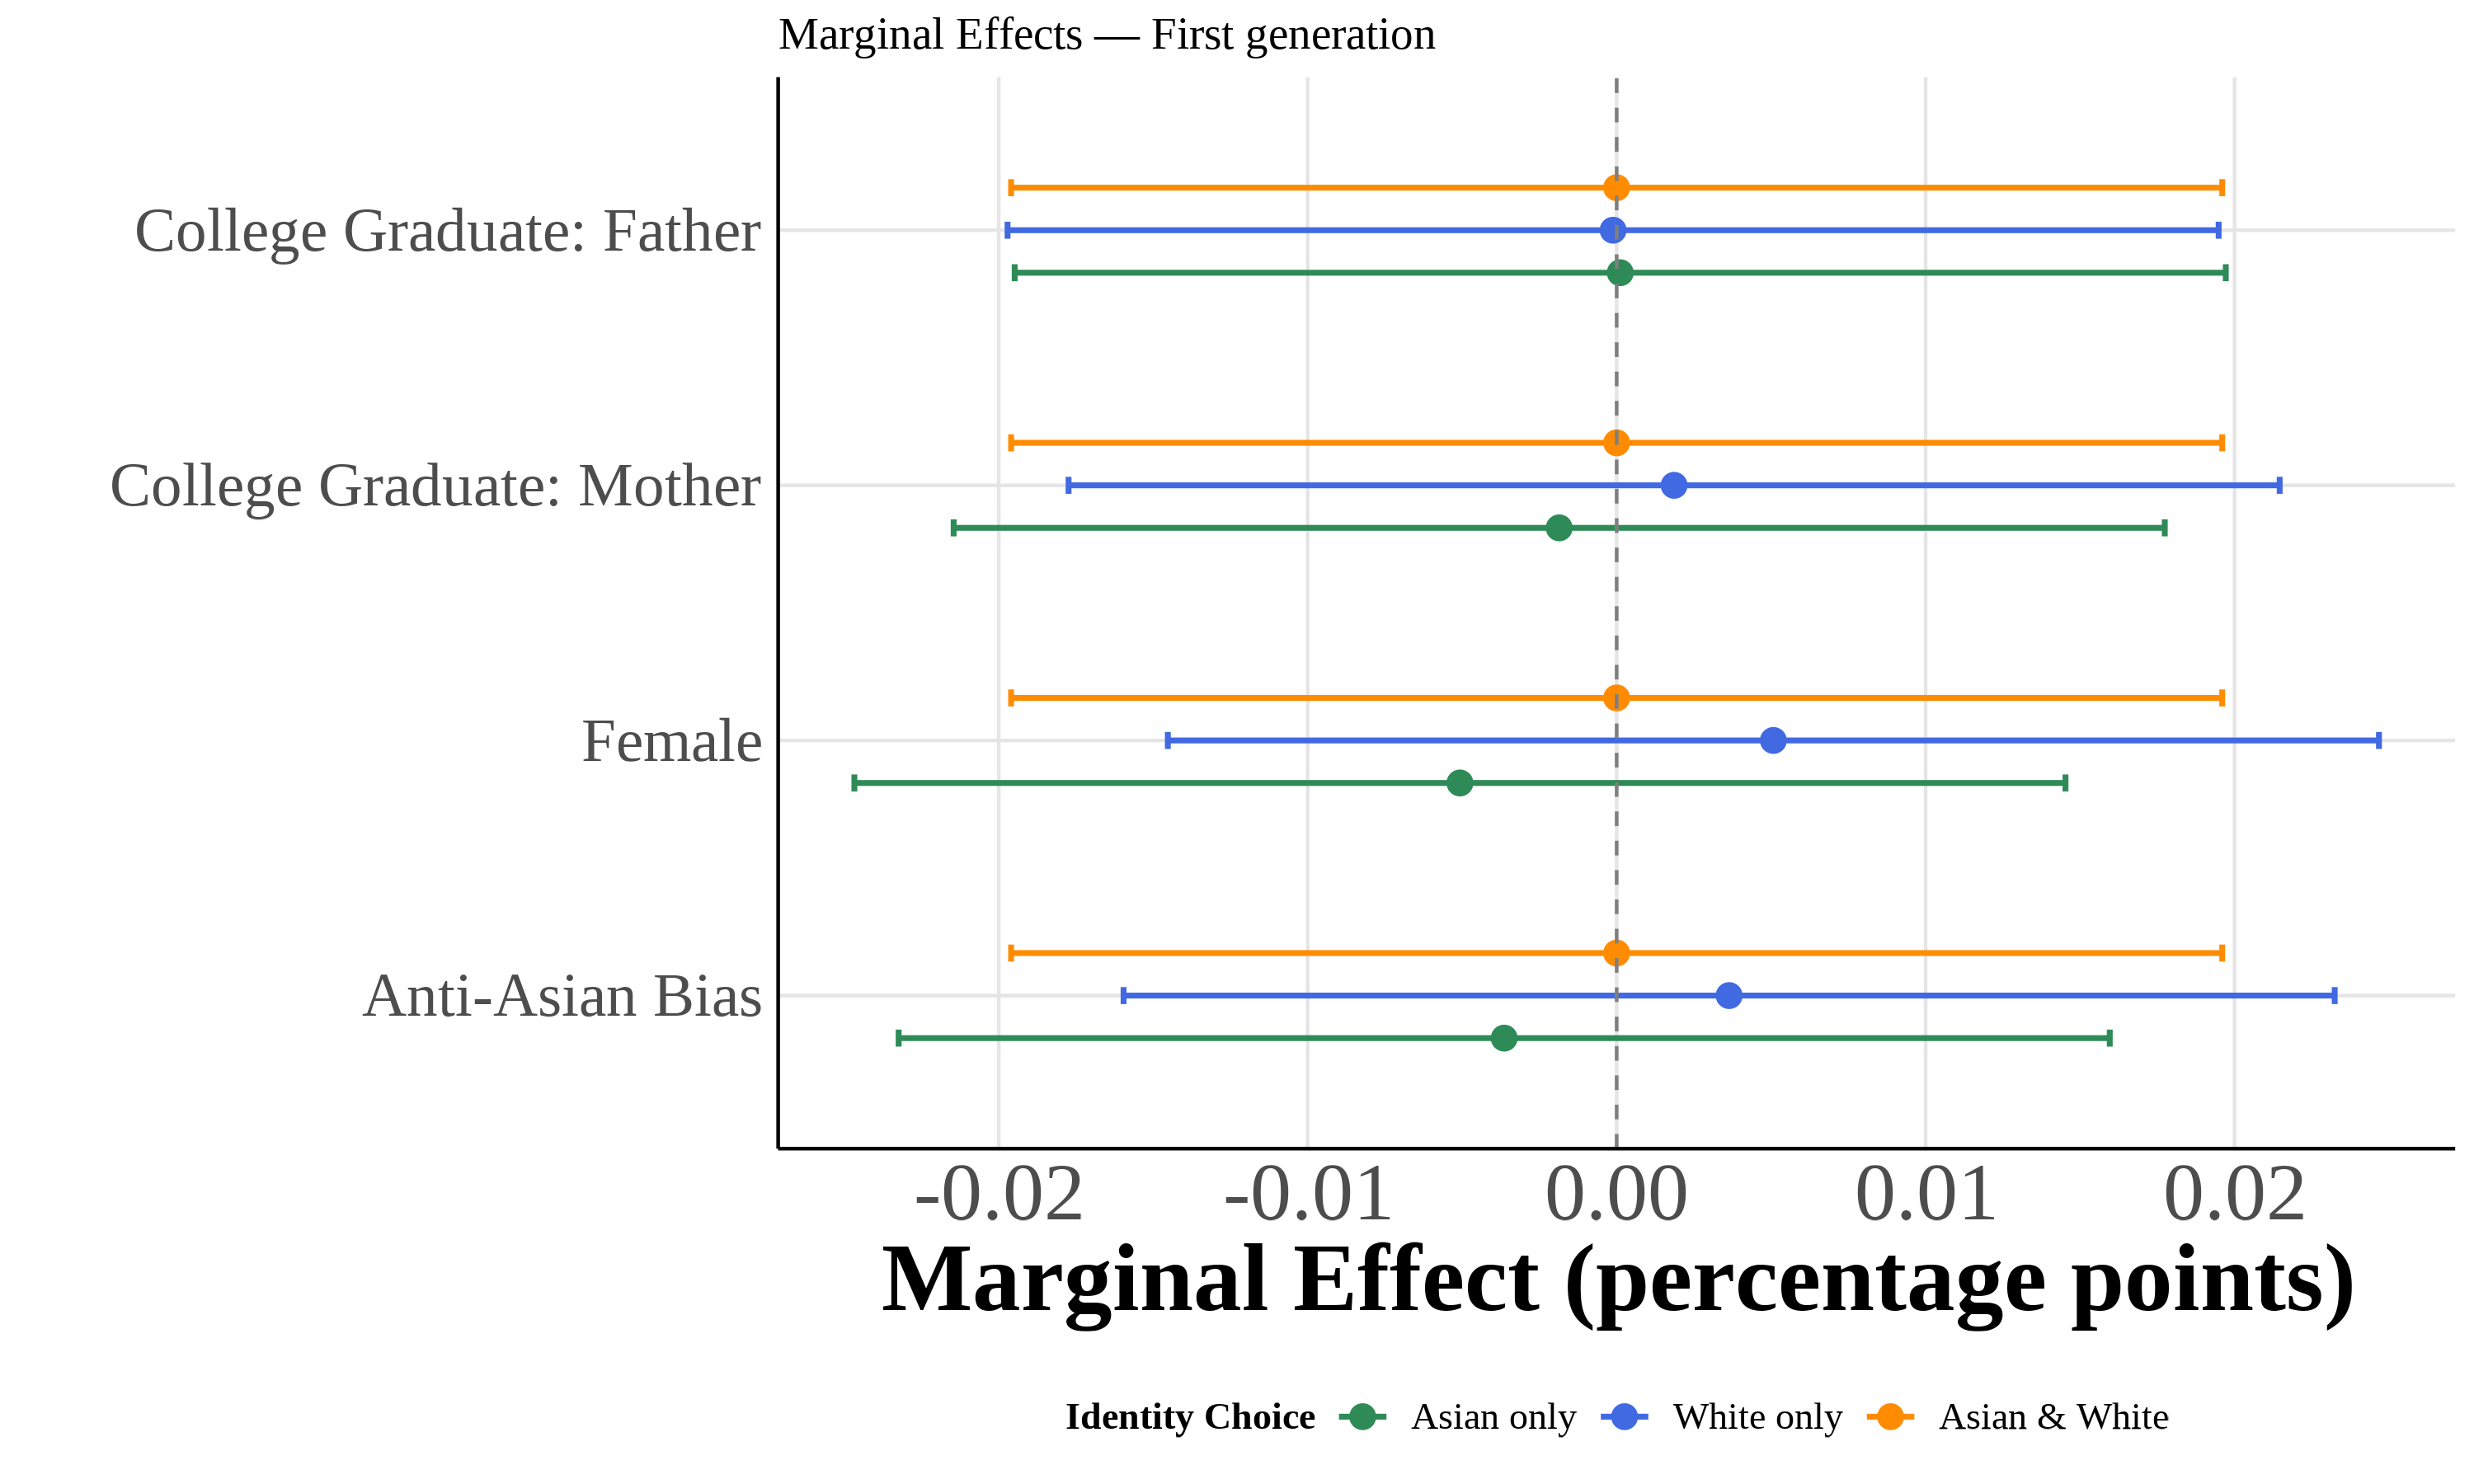 Marginal Effects — First generation
College Graduate: Father
College Graduate: Mother
Female
Anti-Asian Bias
-0.02 -0.01 0.00 0.01 0.02
Marginal Effect (percentage points)
Identity Choice Asian only White only Asian & White